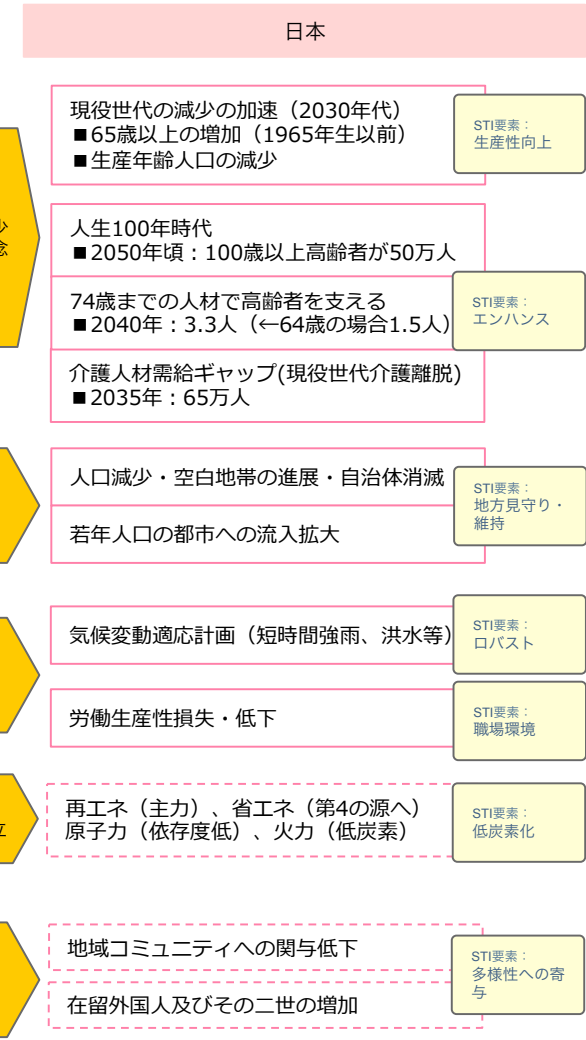 日本
現役世代の減少の加速（2030年代）
■65歳以上の増加（1965年生以前）
■生産年齢人口の減少
STI要素：
生産性向上
少
念
人生100年時代
■2050年頃：100歳以上高齢者が50万人
74歳までの人材で高齢者を支える
■2040年：3.3人（←64歳の場合1.5人）
STI要素：
エンハンス
介護人材需給ギャップ(現役世代介護離脱)
■2035年：65万人
人口減少・空白地帯の進展・自治体消滅
若年人口の都市への流入拡大
STI要素：
地方見守り・
維持
気候変動適応計画（短時間強雨、洪水等）
STI要素：
ロバスト
労働生産性損失・低下
STI要素：
職場環境
再エネ（主力）、省エネ（第4の源へ）
原子力（依存度低）、火力（低炭素）
STI要素：
低炭素化
立
地域コミュニティへの関与低下
在留外国人及びその二世の増加
STI要素：
多様性への寄
与